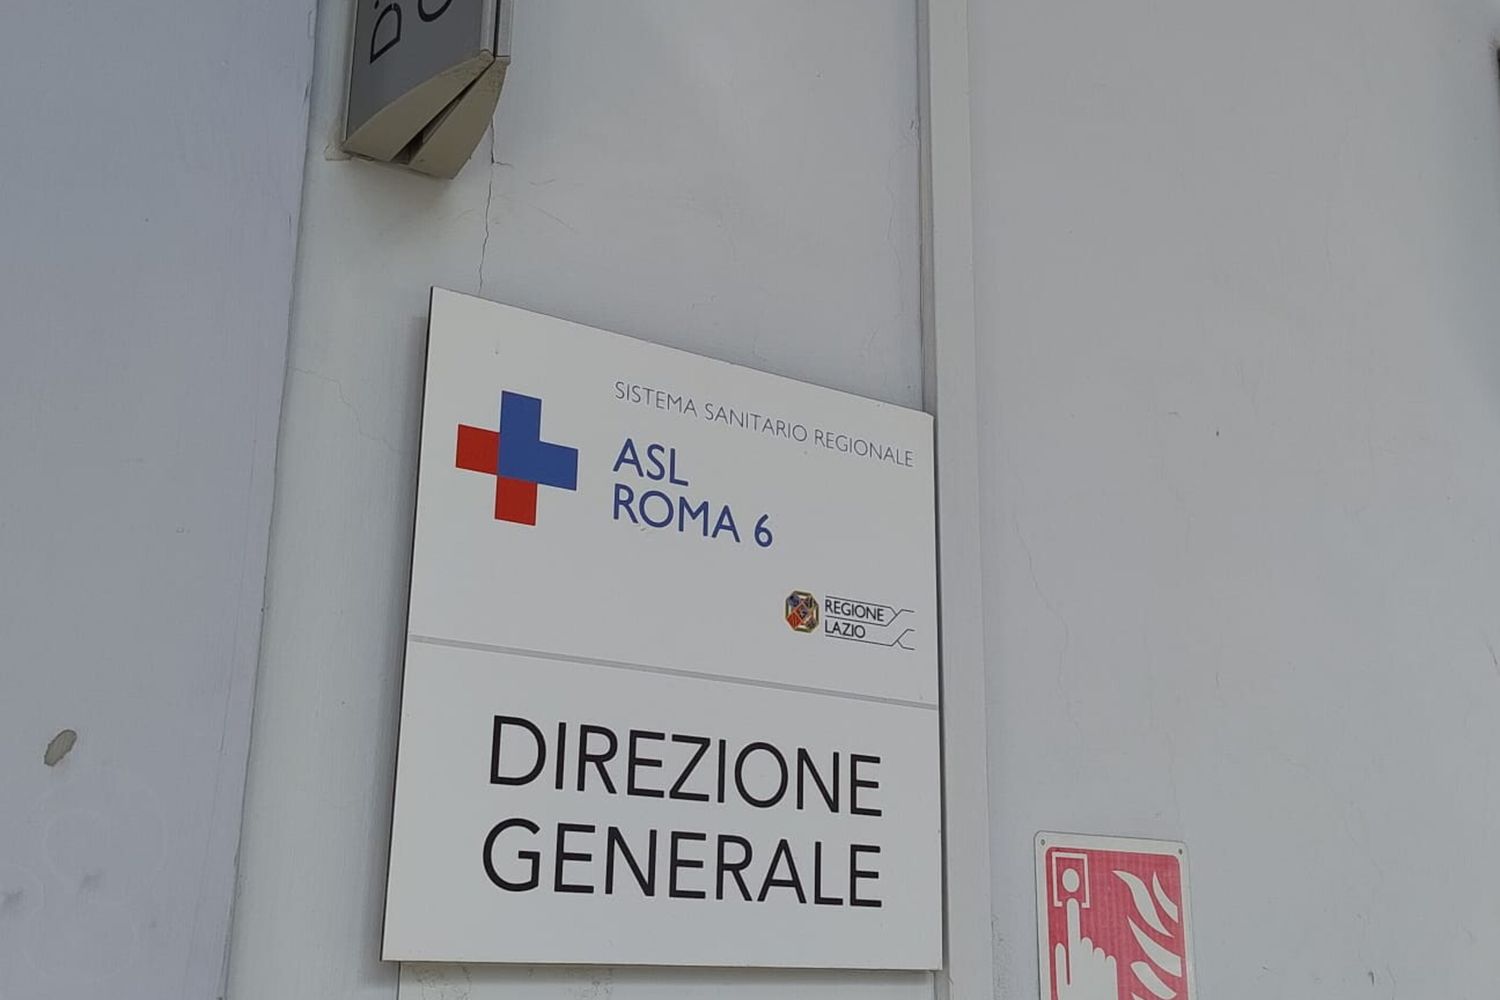 SISTEMA SANITARIO REGIONALE
ASL
ROMA 6
REGIONE
LAZIO
DIREZIONE
GENERALE